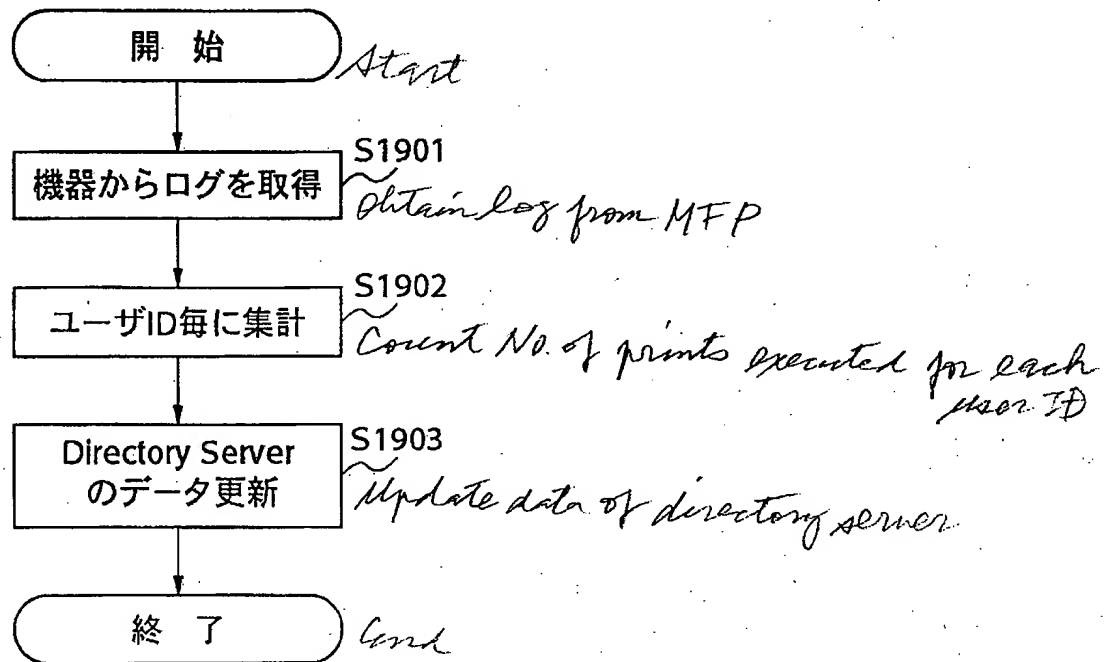 開 始
Start
S1901
機器からログを取得
Obtain log from MFP
S1902
ユーザID毎に集計
Count No. of prints executed for each
user ID
S1903
Directory Server
のデータ更新
Update data of directory server
終 了
End